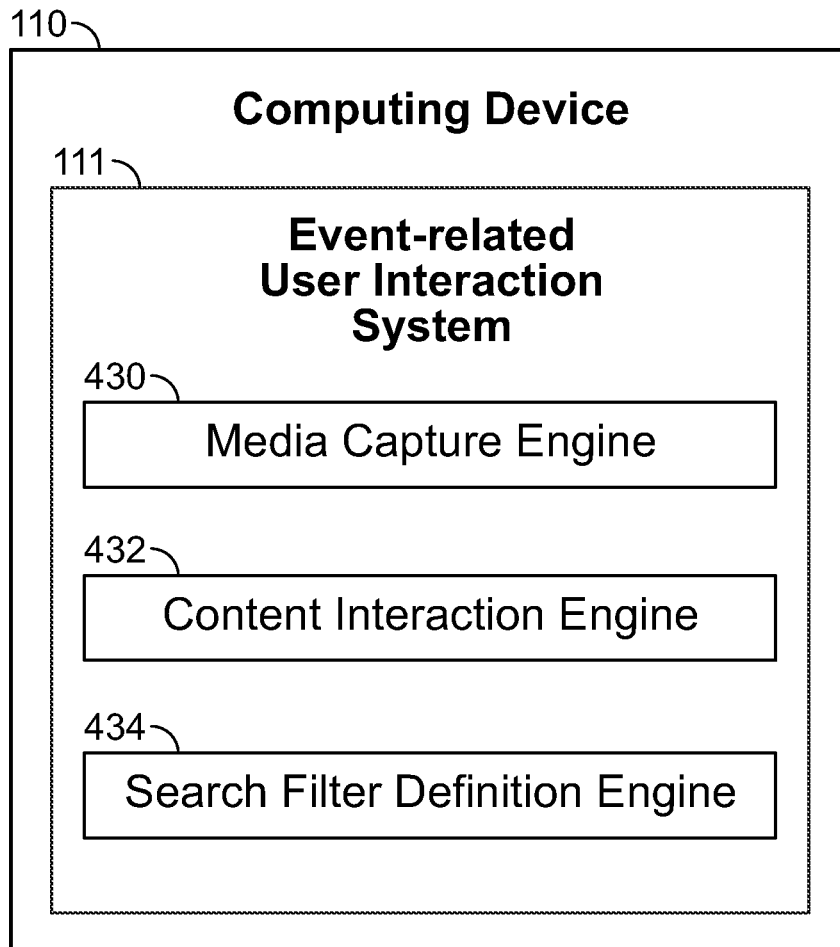 110
Computing Device
111
Event-related
User Interaction
System
430
Media Capture Engine
432
Content Interaction Engine
434
Search Filter Definition Engine